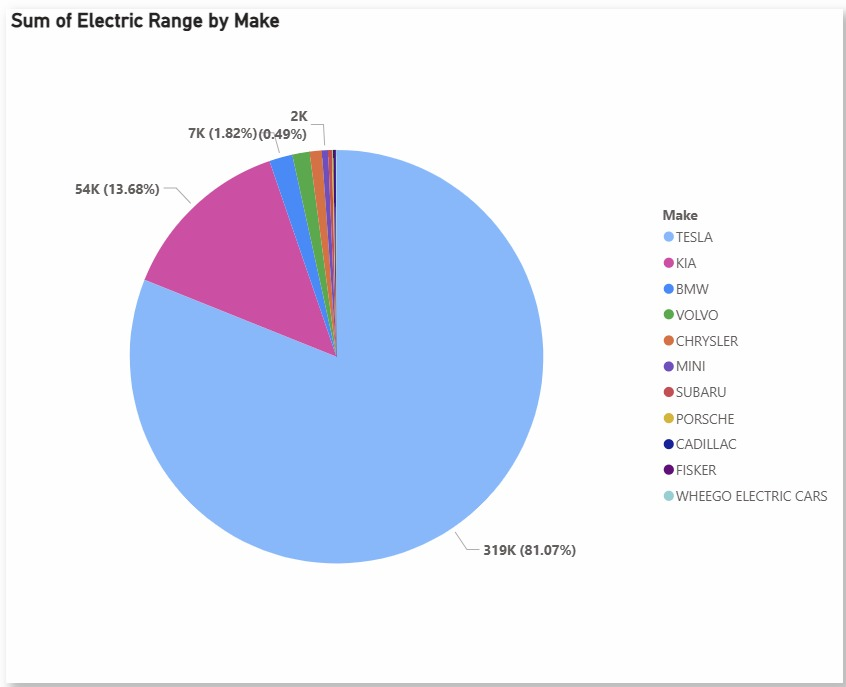 Sum of Electric Range by Make
2K
(0.49%)
7K (1.82%)
54K (13.68%)
319K (81.07%)
Make
TESLA
KIA
BMW
VOLVO
CHRYSLER
MINI
SUBARU
PORSCHE
CADILLAC
FISKER
WHEEGO ELECTRIC CARS